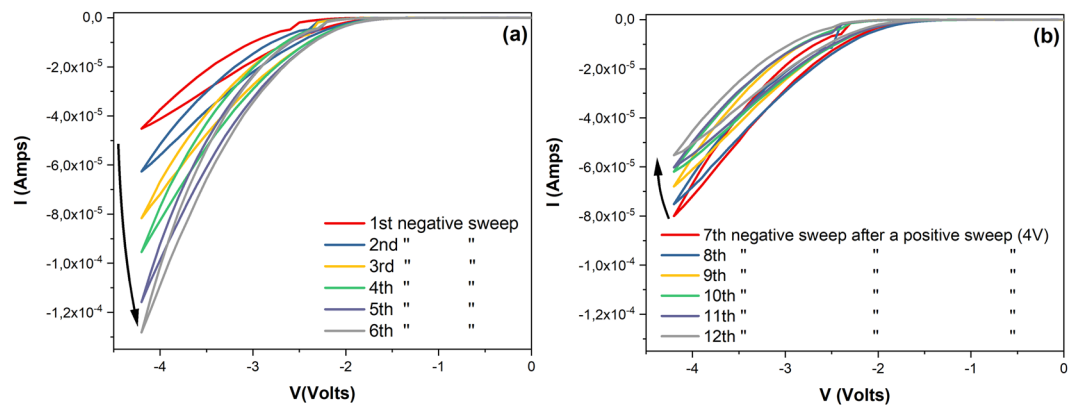 (a)
0,0
-2,0x10⁻⁵
-4,0x10⁻⁵
-6,0x10⁻⁵
-8,0x10⁻⁵
-1,0x10⁻⁴
-1,2x10⁻⁴
I (Amps)
1st negative sweep
2nd " "
3rd " "
4th " "
5th " "
6th " "
-4 -3 -2 -1 0
V(Volts)
(b)
0,0
-2,0x10⁻⁵
-4,0x10⁻⁵
-6,0x10⁻⁵
-8,0x10⁻⁵
-1,0x10⁻⁴
-1,2x10⁻⁴
I (Amps)
7th negative sweep after a positive sweep (4V)
8th " " "
9th " " "
10th " " "
11th " " "
12th " " "
-4 -3 -2 -1 0
V (Volts)